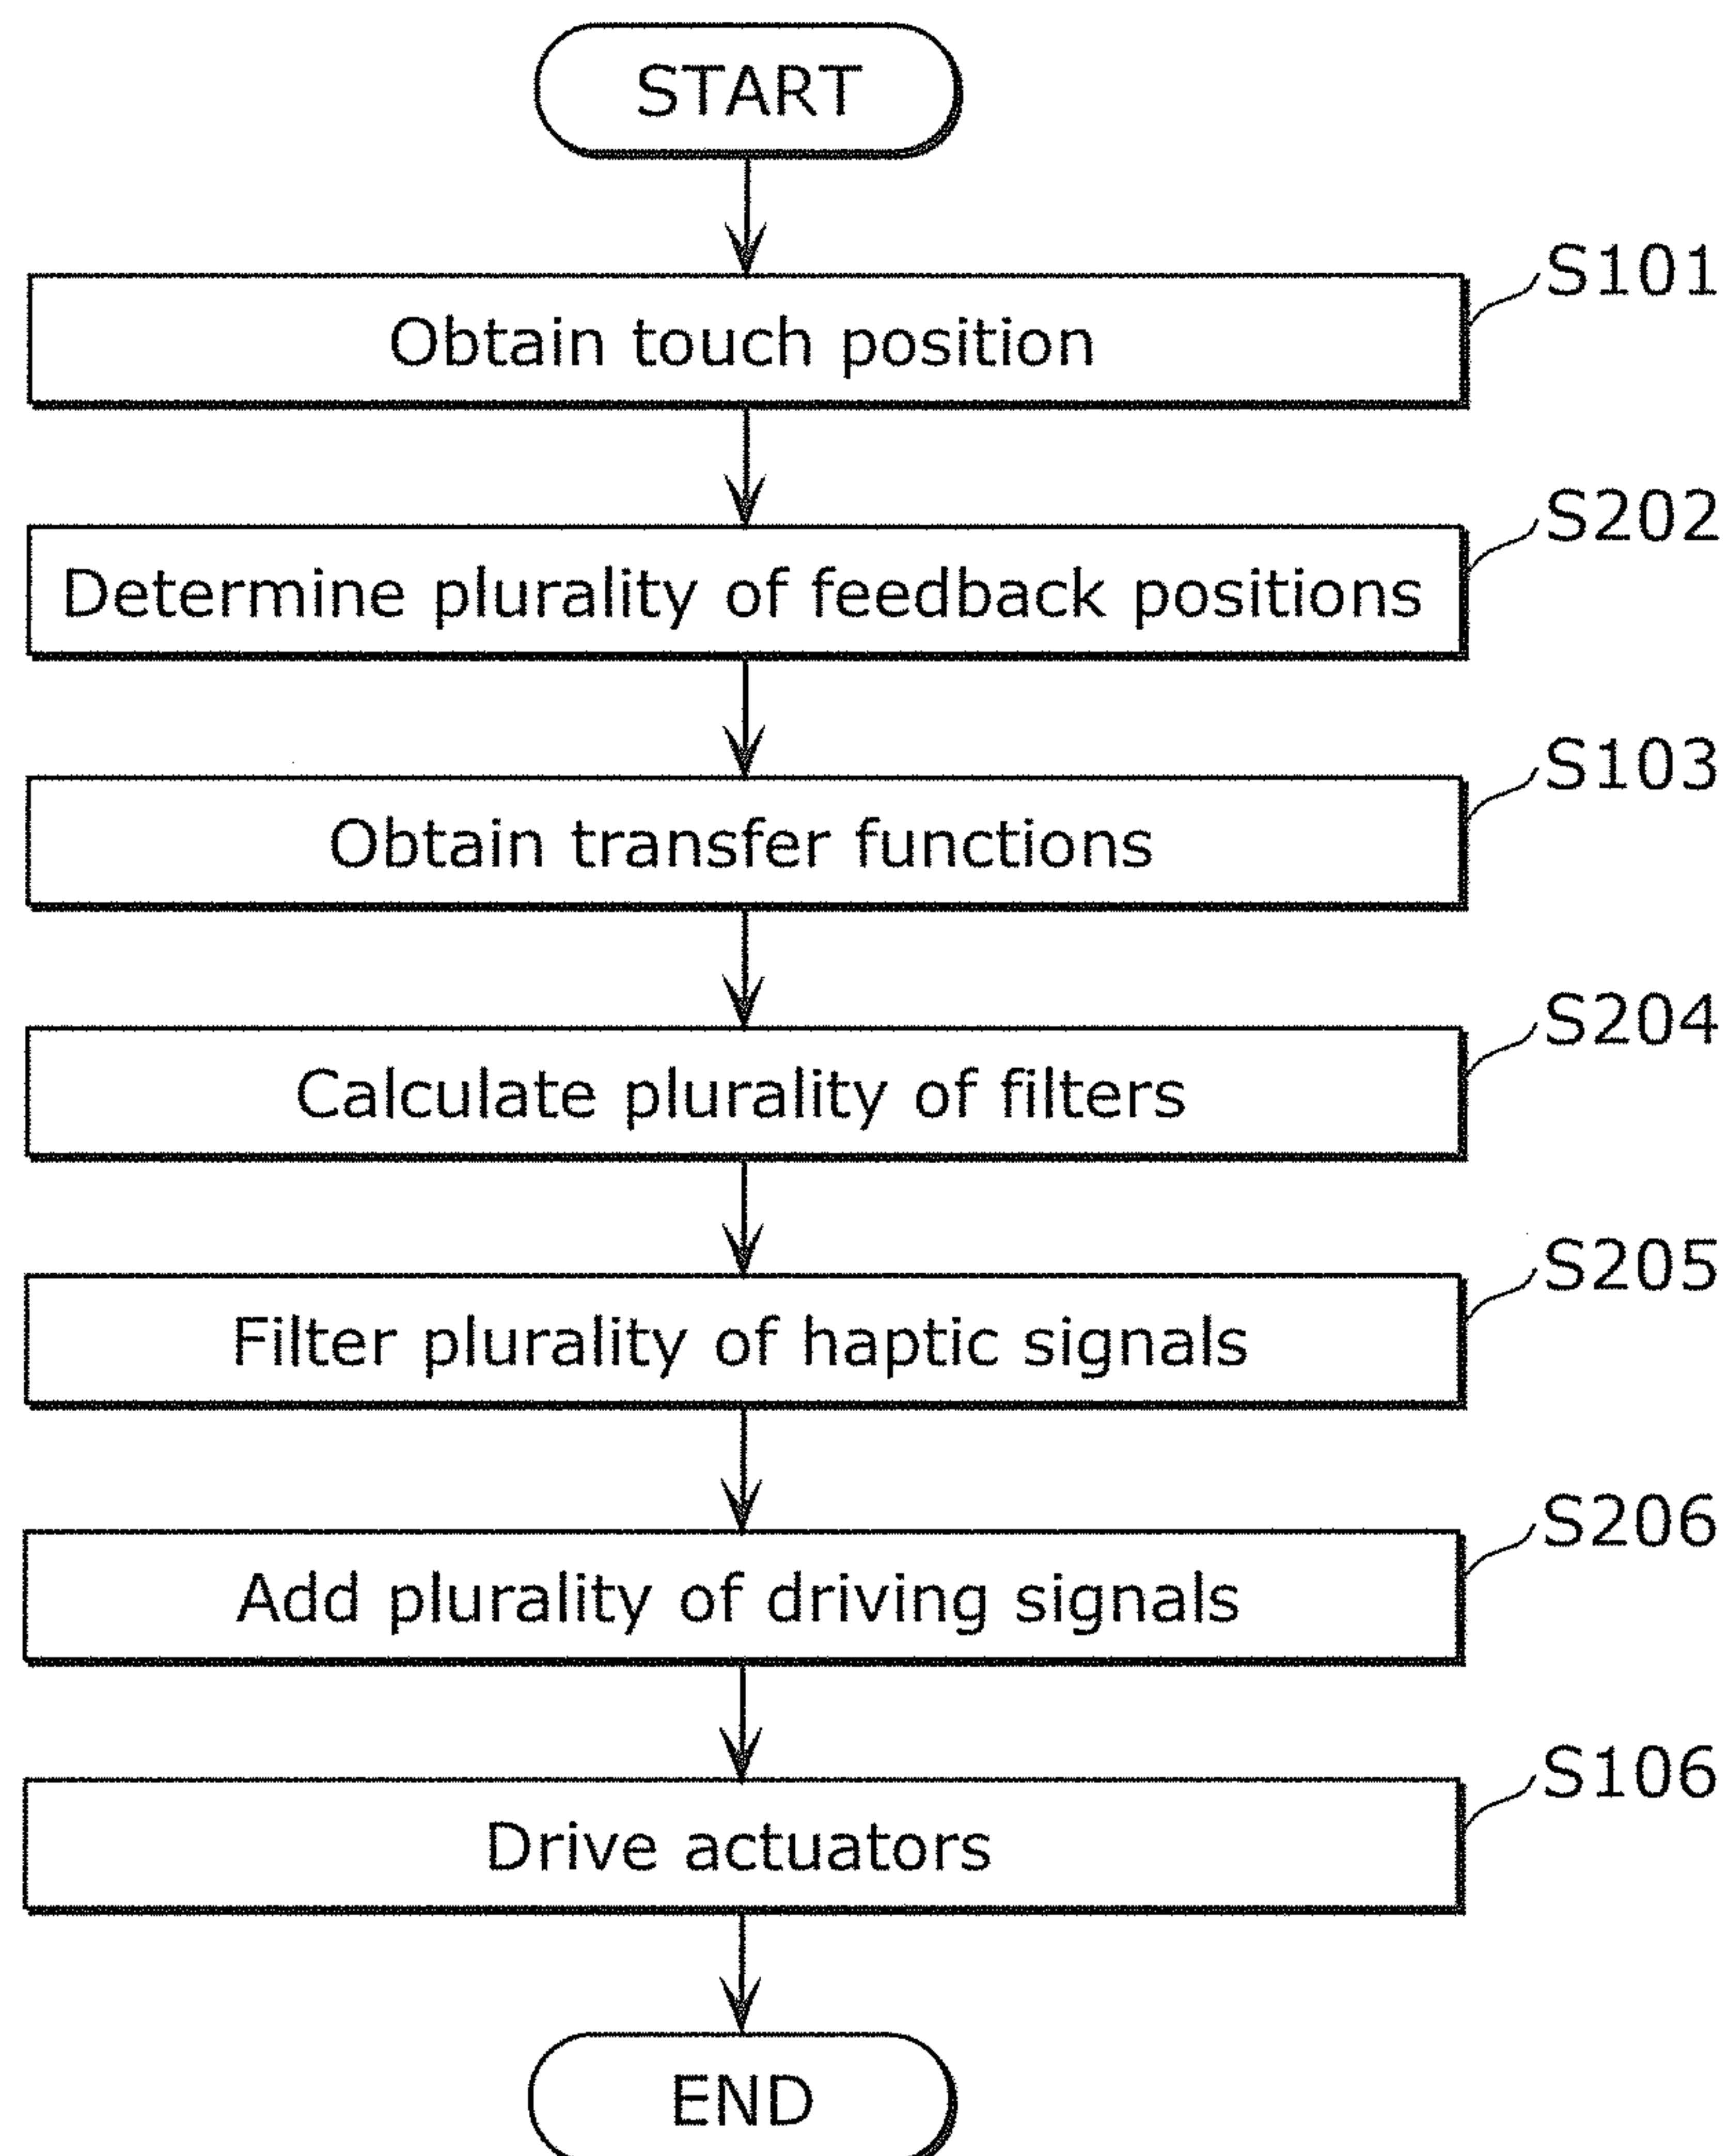 START
S101
Obtain touch position
S202
Determine plurality of feedback positions
S103
Obtain transfer functions
S204
Calculate plurality of filters
S205
Filter plurality of haptic signals
S206
Add plurality of driving signals
S106
Drive actuators
END